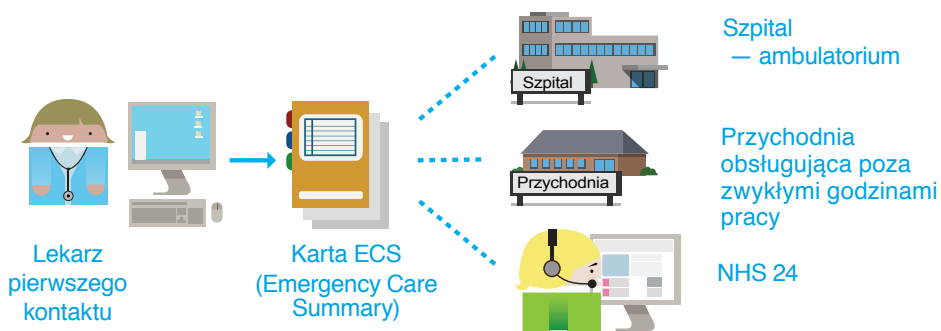 Lekarz
pierwszego
kontaktu
Karta ECS
(Emergency Care
Summary)
Szpital
Szpital
— ambulatorium
Przychodnia
Przychodnia
obsługująca poza
zwykłymi godzinami
pracy
NHS 24